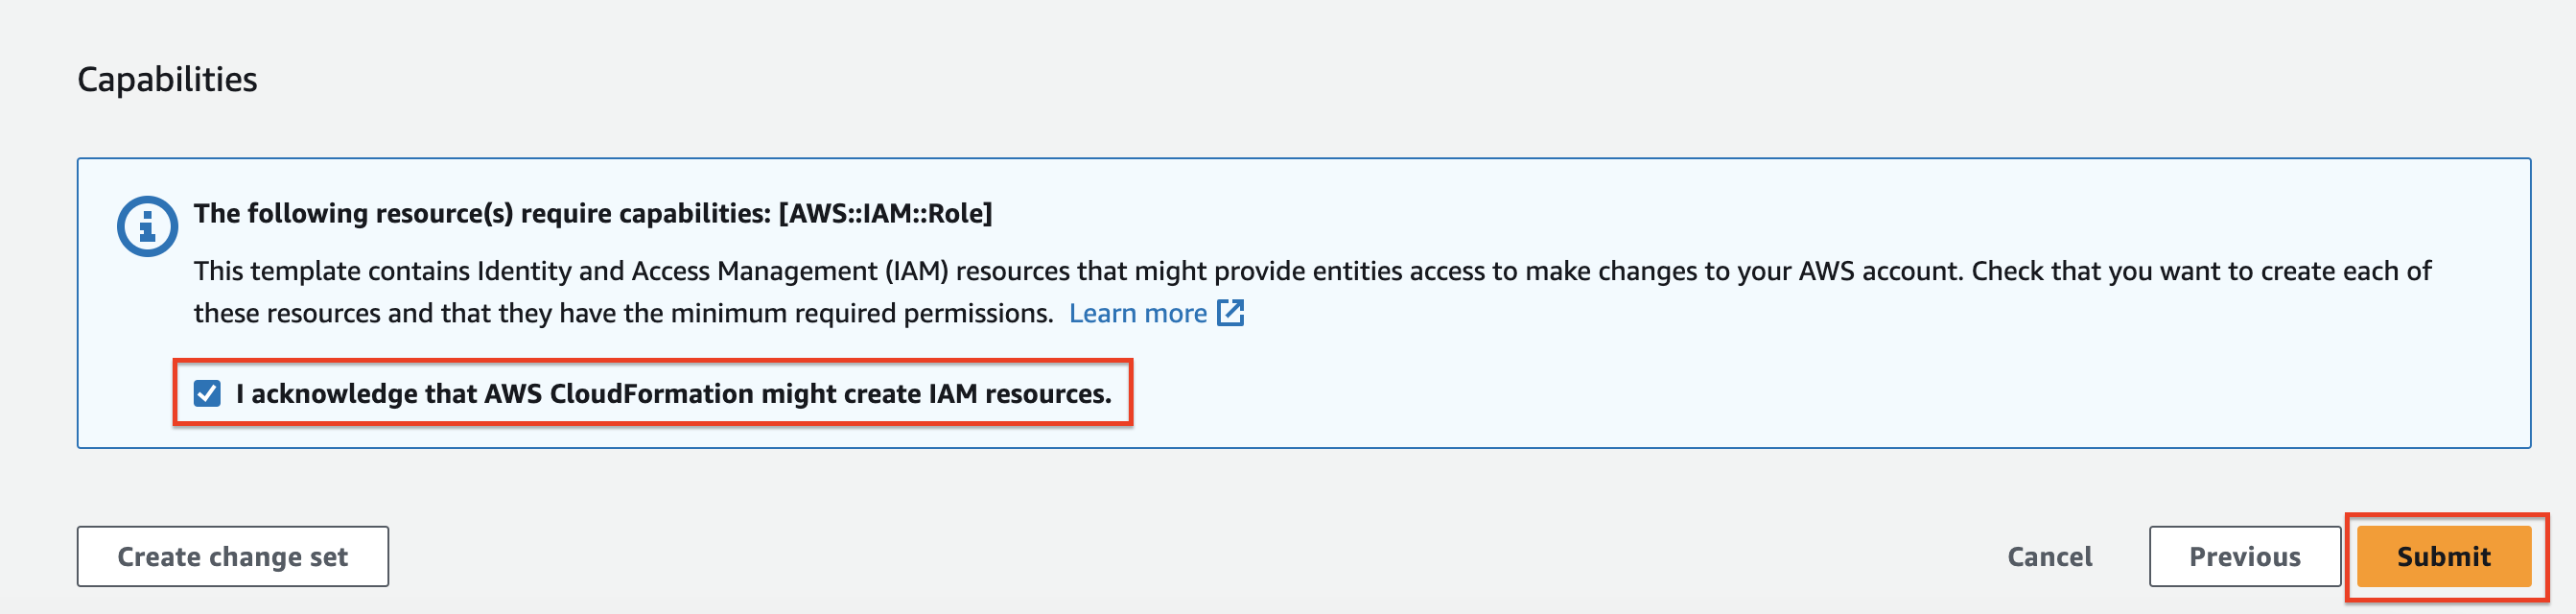 Capabilities
The following resource(s) require capabilities: [AWS::IAM::Role]
This template contains Identity and Access Management (IAM) resources that might provide entities access to make changes to your AWS account. Check that you want to create each of
these resources and that they have the minimum required permissions. Learn more
I acknowledge that AWS CloudFormation might create IAM resources.
Create change set
Cancel
Previous
Submit